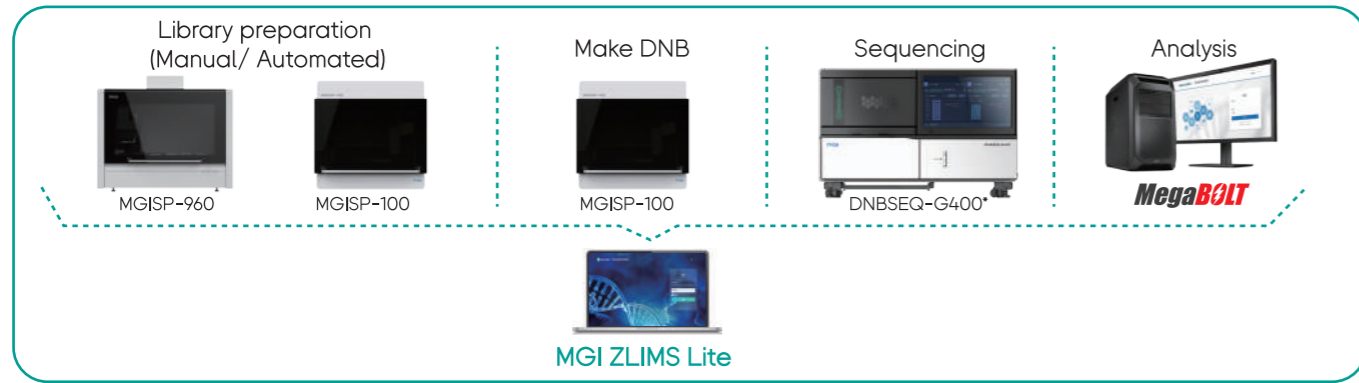 Library preparation
(Manual/ Automated)
Make DNB
Sequencing
Analysis
MGISP-960
MGISP-100
MGISP-100
DNBSEQ-G400*
MegaBOLT
MGI ZLIMS Lite